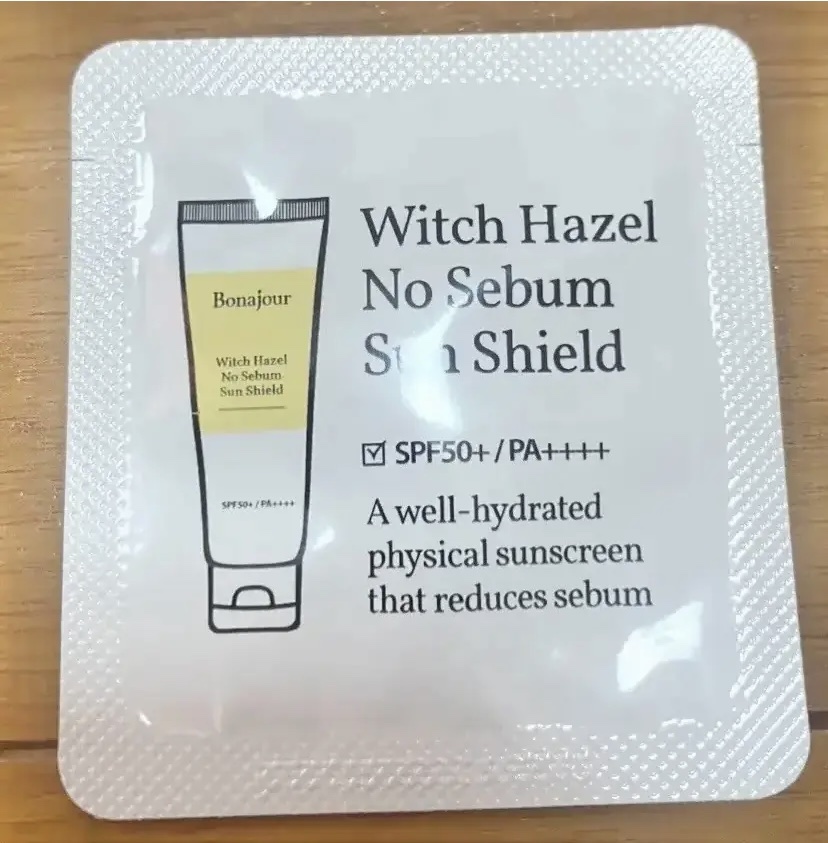 Bonajour
Witch Hazel
No Sebum
Sun Shield
SPF50+ / PA++++
Witch Hazel
No Sebum
Sun Shield
SPF50+ / PA++++
A well-hydrated
physical sunscreen
that reduces sebum